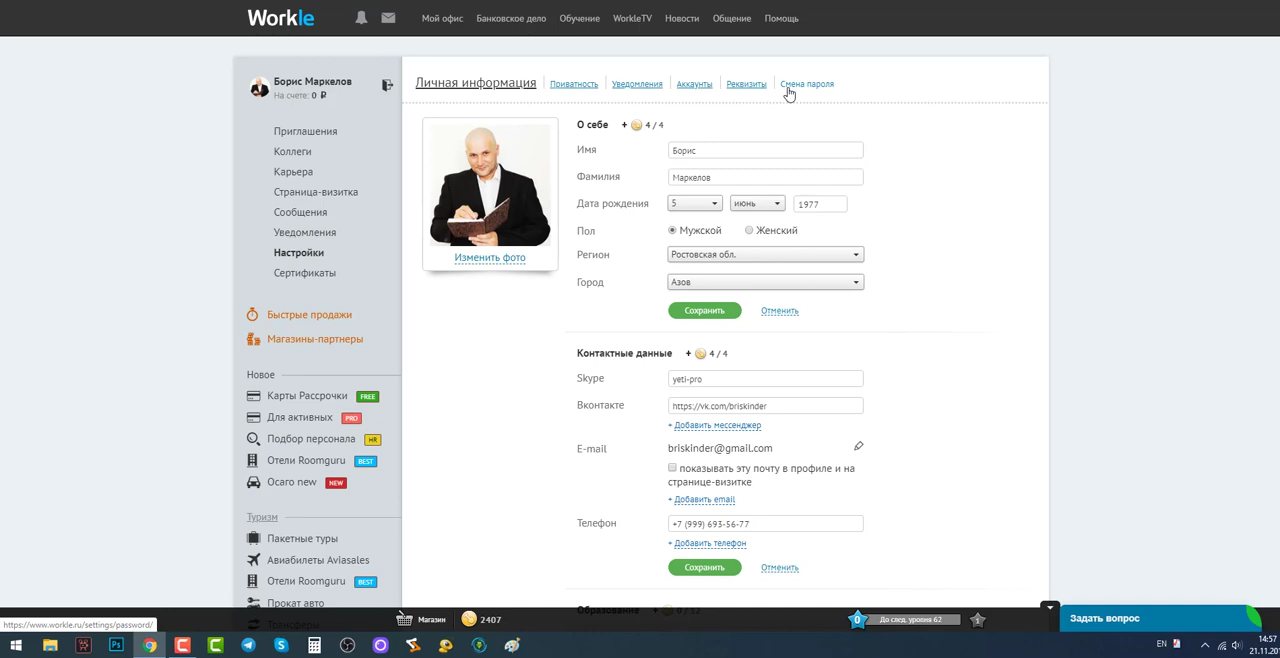 Workle
Мой офис Банковское дело Обучение WorkleTV Новости Общение Помощь
Борис Маркелов
На счете: 0 ₽
Приглашения
Коллеги
Карьера
Страница-визитка
Сообщения
Уведомления
Настройки
Сертификаты
Быстрые продажи
Магазины-партнеры
Новое
Карты Рассрочки FREE
Для активных PRO
Подбор персонала HR
Отели Roomguru BEST
Осаго new NEW
Туризм
Пакетные туры
Авиабилеты Aviasales
Отели Roomguru BEST
Прокат авто
Личная информация Приватность Уведомления Аккаунты Реквизиты Смена пароля
Изменить фото
О себе + 4 / 4
Имя Борис
Фамилия Маркелов
Дата рождения 5 июнь 1977
Пол Мужской Женский
Регион Ростовская обл.
Город Азов
Сохранить Отменить
Контактные данные + 4 / 4
Skype yeti-pro
Вконтакте https://vk.com/briskinder
+ Добавить мессенджер
E-mail briskinder@gmail.com
показывать эту почту в профиле и на
странице-визитке
+ Добавить email
Телефон +7 (999) 693-56-77
+ Добавить телефон
Сохранить Отменить
Образование
Магазин 2407 0 До след. уровня 62 1 Задать вопрос
https://www.workle.ru/settings/password/
EN 14:57